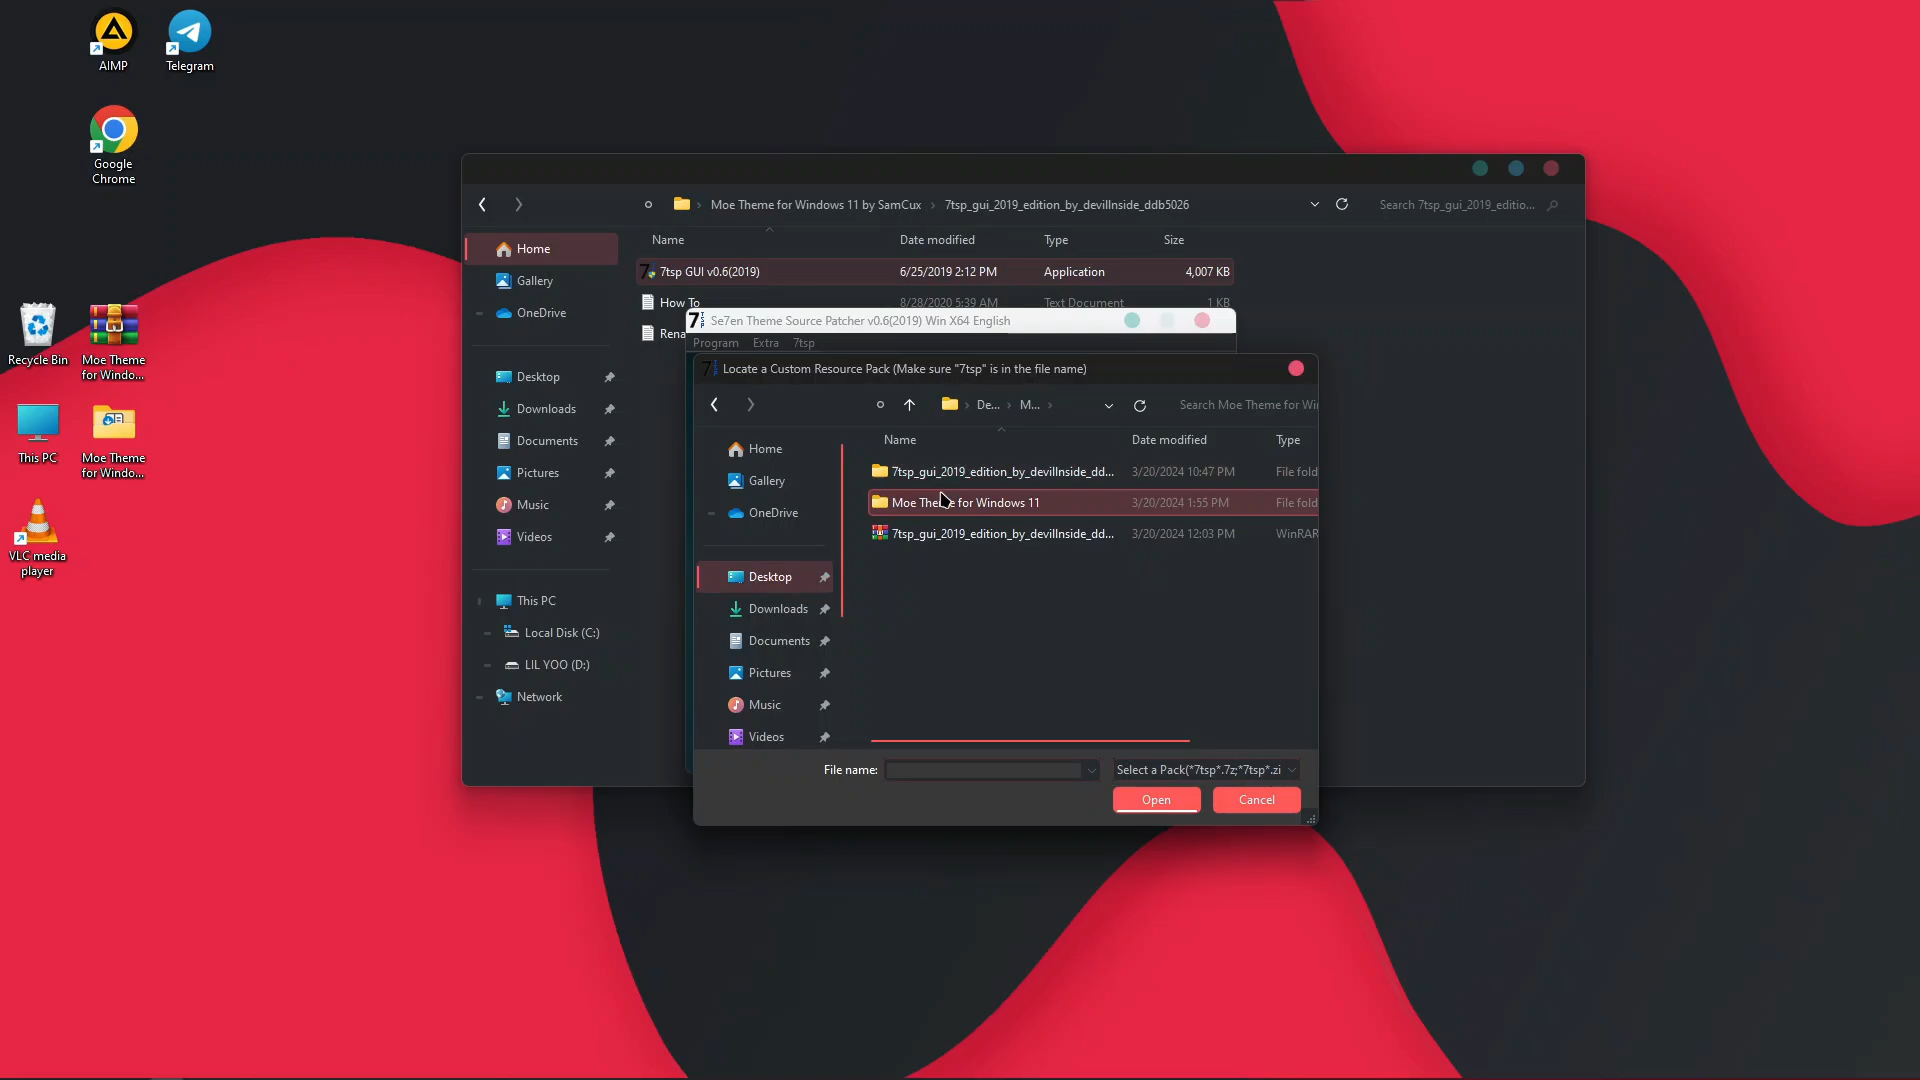 AIMP
Telegram
Google
Chrome
Recycle Bin
Moe Theme
for Windo...
This PC
Moe Theme
for Windo...
VLC media
player
Moe Theme for Windows 11 by SamCux
7tsp_gui_2019_edition_by_devillnside_ddb5026
Search 7tsp_gui_2019_editio...
Home
Gallery
OneDrive
Desktop
Downloads
Documents
Pictures
Music
Videos
This PC
Local Disk (C:)
LIL YOO (D:)
Network
Name
Date modified
Type
Size
7tsp GUI v0.6(2019)
6/25/2019 2:12 PM
Application
4,007 KB
How To
8/28/2020 5:39 AM
Text Document
1 KB
Rena
Se7en Theme Source Patcher v0.6(2019) Win X64 English
Program
Extra
7tsp
Locate a Custom Resource Pack (Make sure "7tsp" is in the file name)
De...
M...
Search Moe Theme for Wi
Home
Gallery
OneDrive
Desktop
Downloads
Documents
Pictures
Music
Videos
Name
Date modified
Type
7tsp_gui_2019_edition_by_devillnside_dd...
3/20/2024 10:47 PM
File fold
Moe Theme for Windows 11
3/20/2024 1:55 PM
File fold
7tsp_gui_2019_edition_by_devillnside_dd...
3/20/2024 12:03 PM
WinRAR
File name:
Select a Pack(*7tsp*.7z;*7tsp*.zi
Open
Cancel